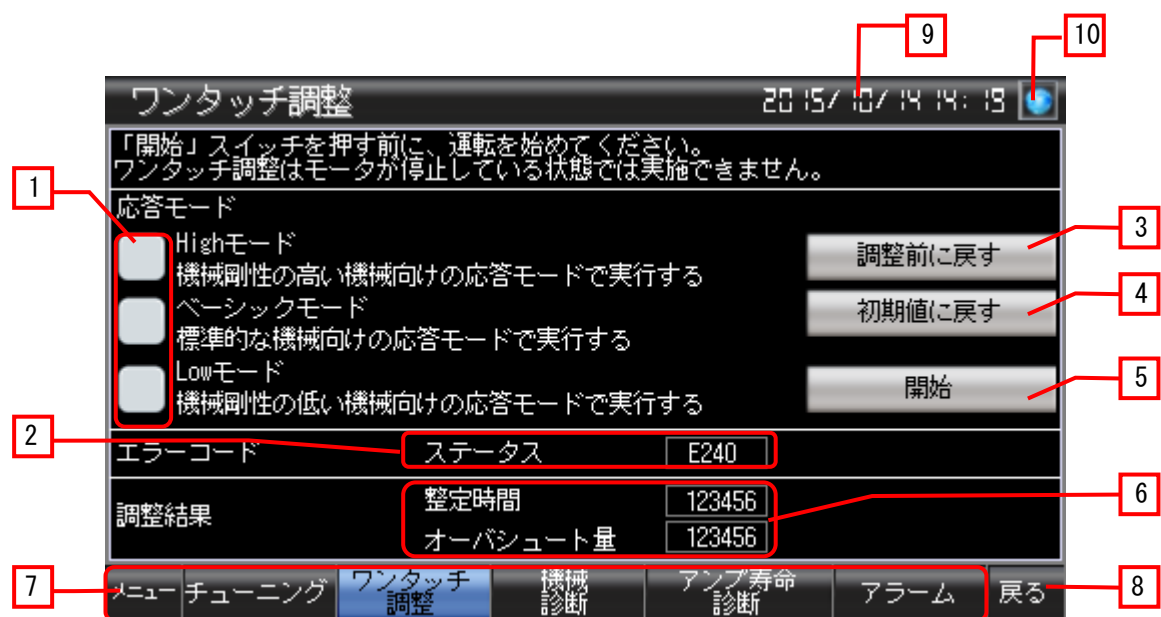 9
10
ワンタッチ調整
2015/10/14 14:19
「開始」スイッチを押す前に、運転を始めてください。
ワンタッチ調整はモータが停止している状態では実施できません。
1
応答モード
Highモード
機械剛性の高い機械向けの応答モードで実行する
調整前に戻す
3
ベーシックモード
標準的な機械向けの応答モードで実行する
初期値に戻す
4
Lowモード
機械剛性の低い機械向けの応答モードで実行する
開始
5
2
エラーコード
ステータス
E240
調整結果
整定時間
123456
オーバシュート量
123456
6
7
メニュー
チューニング
ワンタッチ
調整
機械
診断
アンプ寿命
診断
アラーム
戻る
8